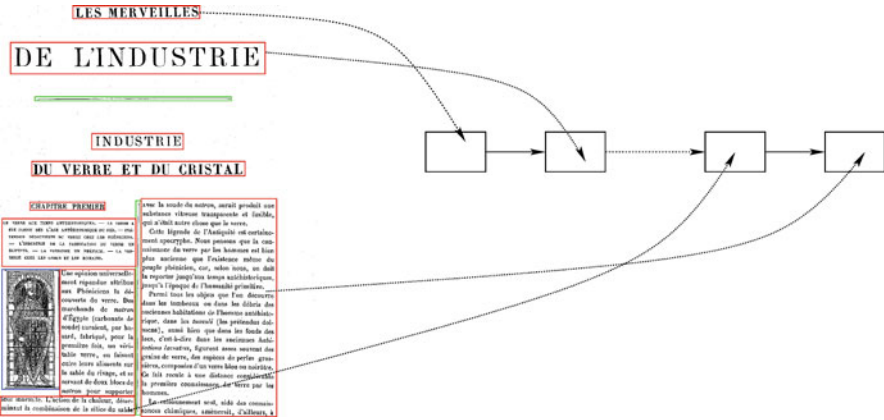 LES MERVEILLES
DE L'INDUSTRIE
INDUSTRIE
DU VERRE ET DU CRISTAL
CHAPITRE PREMIER
LE VERRE AUX TEMPS ANTÉHISTORIQUES. — LE VERRE A
Une opinion universelle-
ment répandue attribue
aux Phéniciens la dé-
couverte du verre. Des
marchands de natron
d'Égypte (carbonate de
soude) auraient, par ha-
sard, fabriqué, pour la
première fois, un véri-
table verre, en faisant
cuire leurs aliments sur
le sable du rivage, et se
servant de deux blocs de
natron pour supporter
leur marmite. L'action de la chaleur, déter-
minant la combinaison de la silice du sable
avec la soude du natron, aurait produit une
substance vitreuse transparente et fusible,
qui n'était autre chose que le verre.
Cette légende de l'Antiquité est certaine-
ment apocryphe. Nous pensons que la con-
naissance du verre par les hommes est bien
plus ancienne que l'existence même du
peuple phénicien, car, selon nous, on doit
la reporter jusqu'aux temps antéhistoriques,
jusqu'à l'époque de l'humanité primitive.
Parmi tous les objets que l'on découvre
dans les tombeaux ou dans les débris des
anciennes habitations de l'homme antéhisto-
rique, dans les
aussi bien que dans les fonds des
lacs, c'est-à-dire dans les anciennes habi-
tations lacustres, figurent assez souvent des
grains de verre, des espèces de perles gros-
sières, composées d'un verre bleu ou noirâtre.
Ce fait recule à une distance considérable
la première connaissance du verre par les
hommes.
Le raisonnement seul, aidé des connais-
sances chimiques, amènerait, d'ailleurs, à